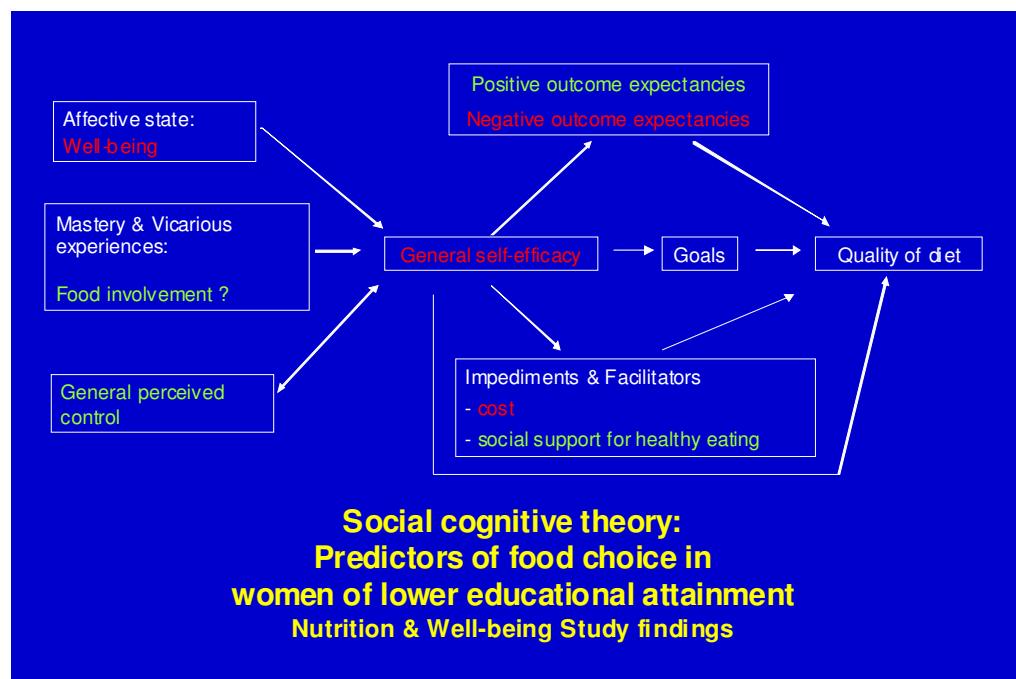 Positive outcome expectancies
Negative outcome expectancies
Affective state:
Well-being
Mastery & Vicarious
experiences:
Food involvement ?
General self-efficacy
Goals
Quality of diet
General perceived
control
Impediments & Facilitators
- cost
- social support for healthy eating
Social cognitive theory:
Predictors of food choice in
women of lower educational attainment
Nutrition & Well-being Study findings